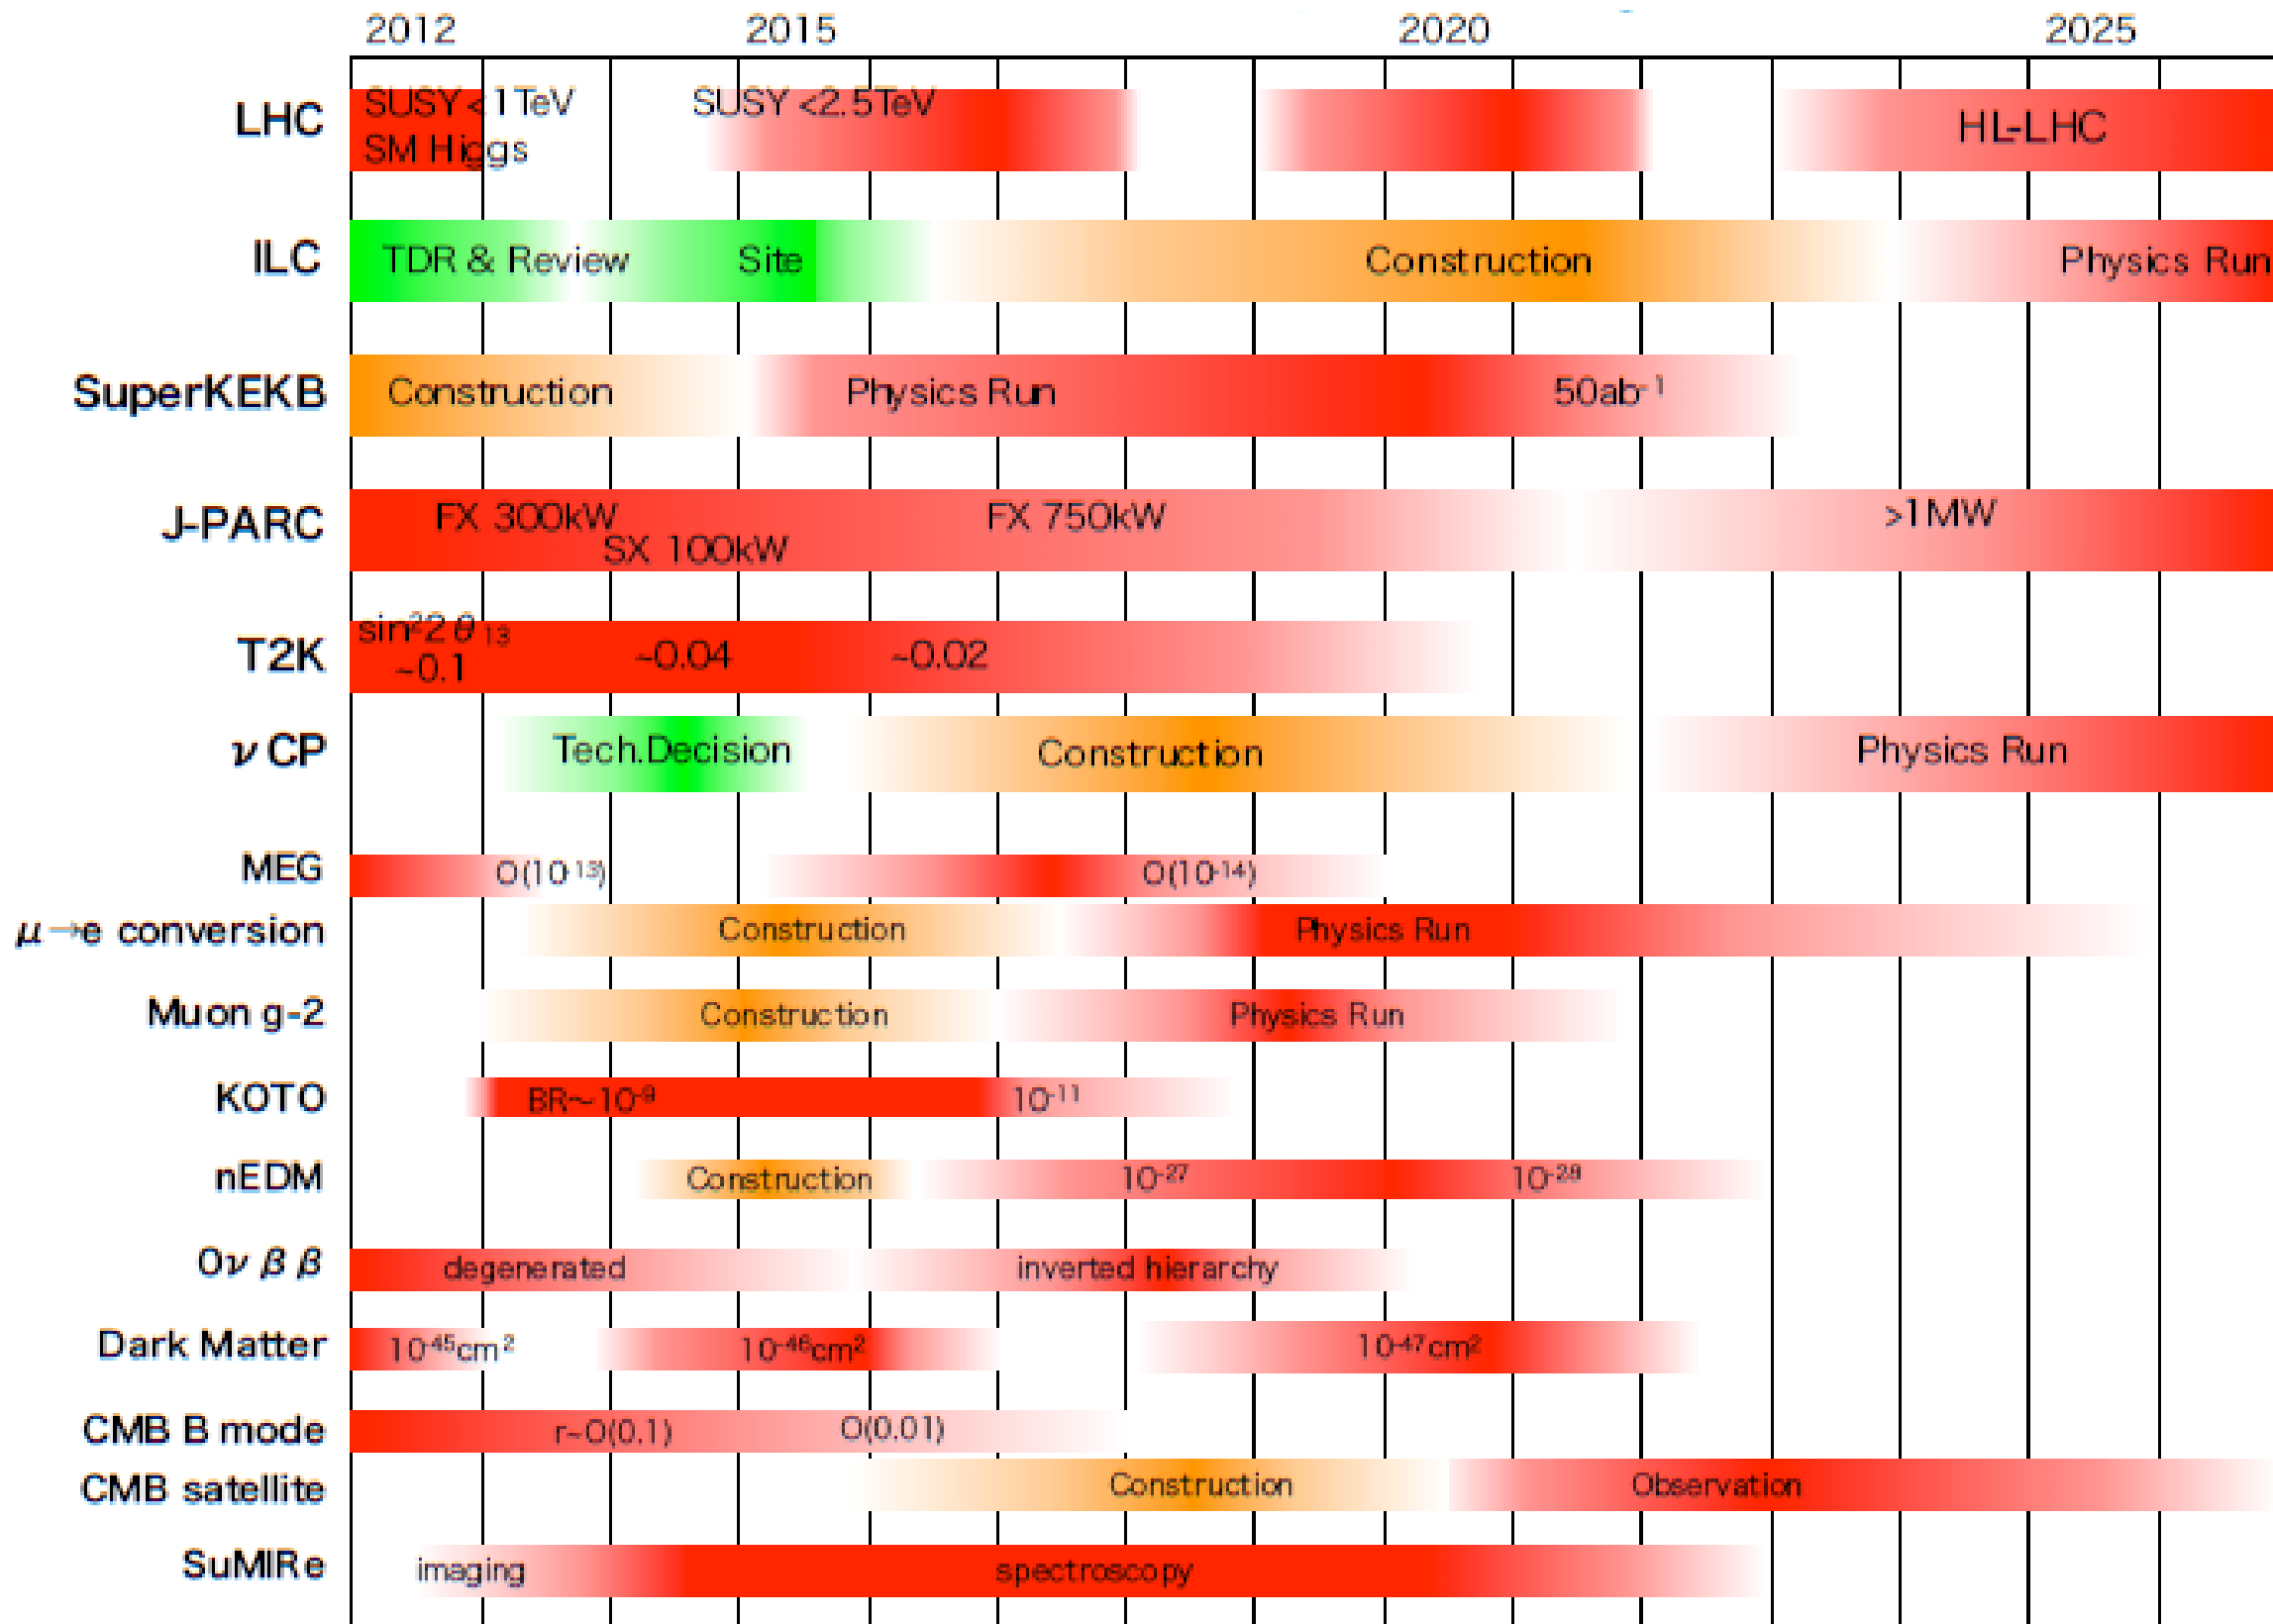 2012 2015 2020 2025
LHC SUSY <1TeV SUSY <2.5TeV HL-LHC
SM Higgs
ILC TDR & Review Site Construction Physics Run
SuperKEKB Construction Physics Run 50ab⁻¹
J-PARC FX 300kW FX 750kW >1MW
SX 100kW
T2K sin²2θ₁₃ ~0.04 ~0.02
~0.1
ν CP Tech.Decision Construction Physics Run
MEG O(10⁻¹³) O(10⁻¹⁴)
μ→e conversion Construction Physics Run
Muon g-2 Construction Physics Run
KOTO BR~10⁻⁹ 10⁻¹¹
nEDM Construction 10⁻²⁷ 10⁻²⁸
0ν β β degenerated inverted hierarchy
Dark Matter 10⁻⁴⁵cm² 10⁻⁴⁶cm² 10⁻⁴⁷cm²
CMB B mode r~O(0.1) O(0.01)
CMB satellite Construction Observation
SuMIRe imaging spectroscopy